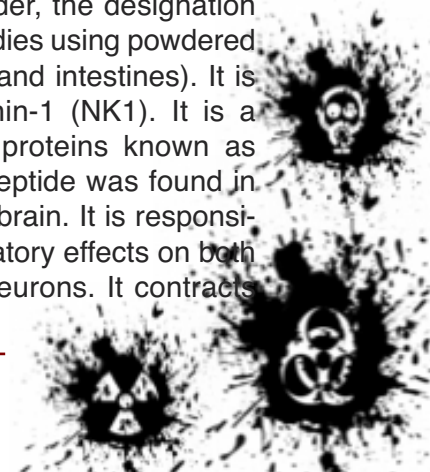 der, the designation
dies using powdered
and intestines). It is
in-1 (NK1). It is a
proteins known as
eptide was found in
brain. It is responsi-
atory effects on both
eurons. It contracts